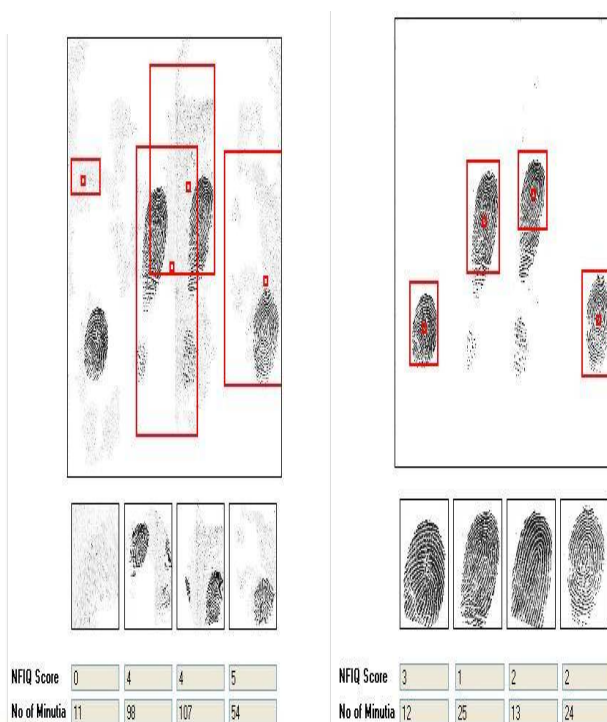 NFIQ Score 0 4 4 5
No of Minutia 11 98 107 54
NFIQ Score 3 1 2 2
No of Minutia 12 25 13 24